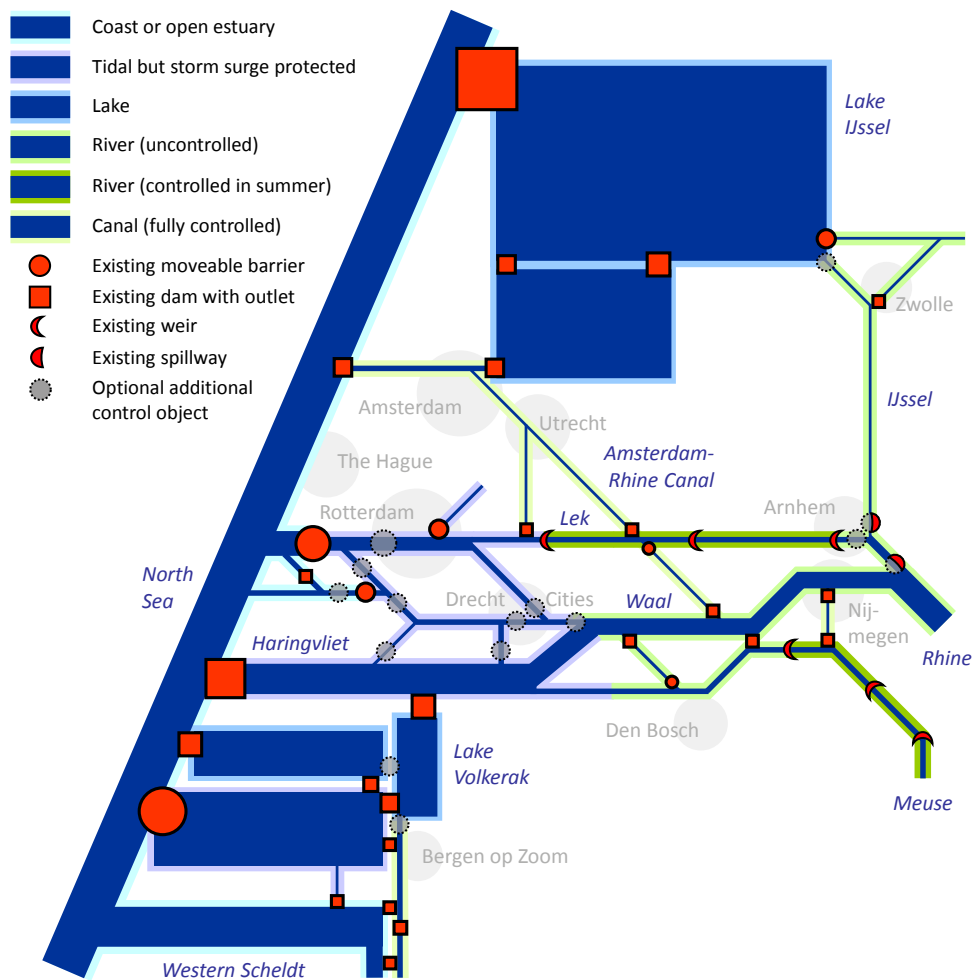 Coast or open estuary
Tidal but storm surge protected
Lake
River (uncontrolled)
River (controlled in summer)
Canal (fully controlled)
Existing moveable barrier
Existing dam with outlet
Existing weir
Existing spillway
Optional additional
control object
Lake
IJssel
Zwolle
IJssel
Amsterdam
Utrecht
Amsterdam-
Rhine Canal
The Hague
Rotterdam
Lek
Arnhem
North
Sea
Drecht
Cities
Waal
Nij-
megen
Haringvliet
Rhine
Den Bosch
Lake
Volkerak
Meuse
Bergen op Zoom
Western Scheldt